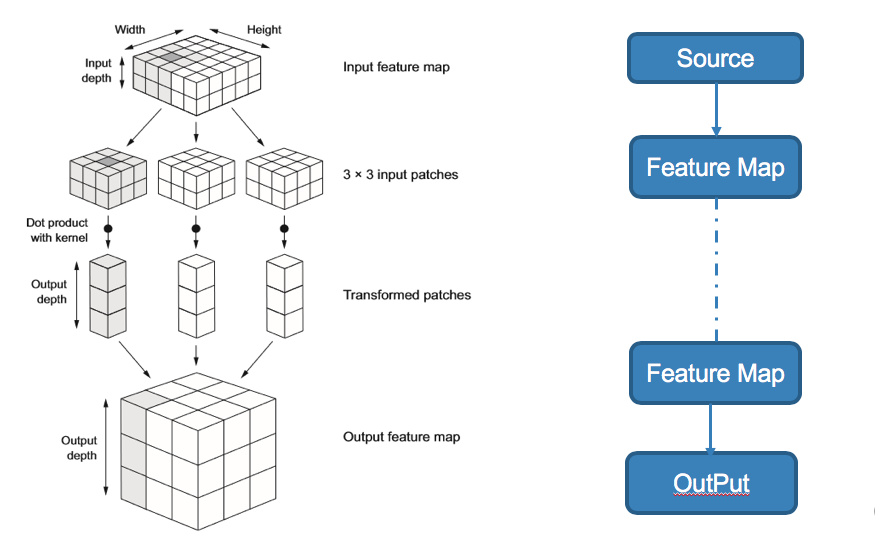 Width
Height
Input
depth
Input feature map
3 × 3 input patches
Dot product
with kernel
Output
depth
Transformed patches
Output
depth
Output feature map
Source
Feature Map
Feature Map
OutPut